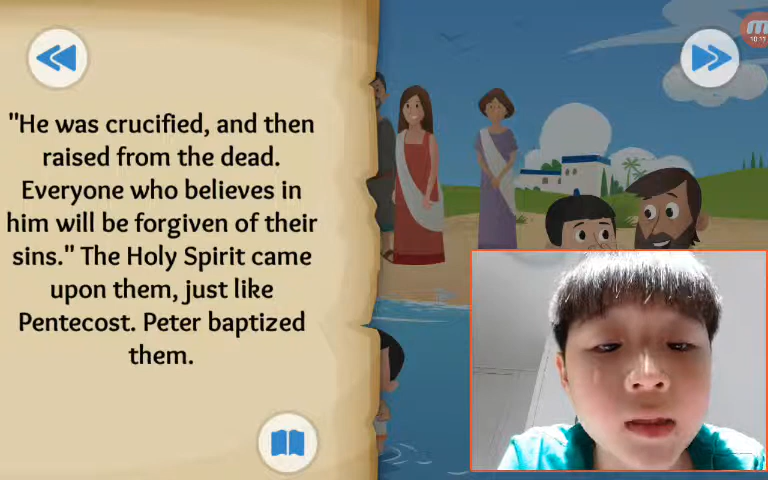 "He was crucified, and then
raised from the dead.
Everyone who believes in
him will be forgiven of their
sins." The Holy Spirit came
upon them, just like
Pentecost. Peter baptized
them.